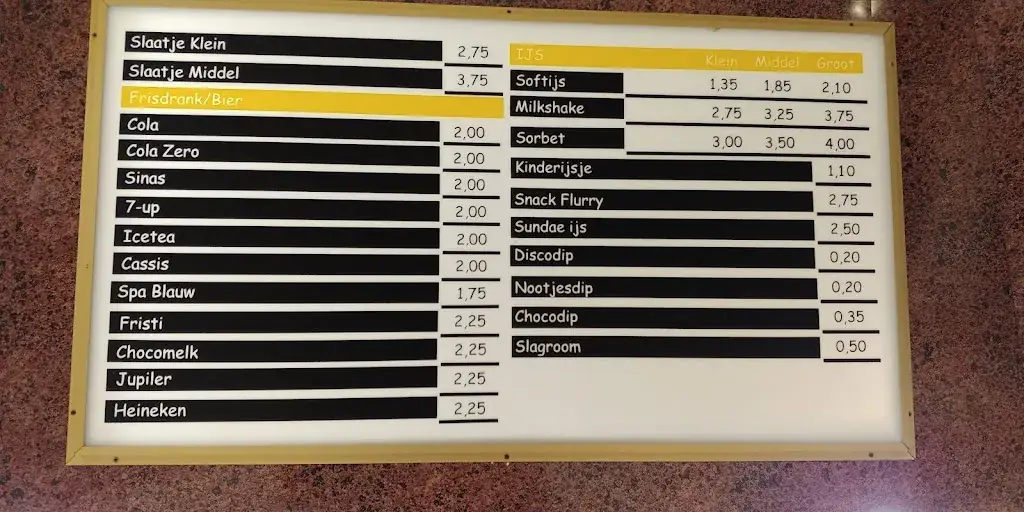 Slaatje Klein 2,75
Slaatje Middel 3,75
Frisdrank/Bier
Cola 2,00
Cola Zero 2,00
Sinas 2,00
7-up 2,00
Icetea 2,00
Cassis 2,00
Spa Blauw 1,75
Fristi 2,25
Chocomelk 2,25
Jupiler 2,25
Heineken 2,25
IJS Klein Middel Groot
Softijs 1,35 1,85 2,10
Milkshake 2,75 3,25 3,75
Sorbet 3,00 3,50 4,00
Kinderijsje 1,10
Snack Flurry 2,75
Sundae ijs 2,50
Discodip 0,20
Nootjesdip 0,20
Chocodip 0,35
Slagroom 0,50